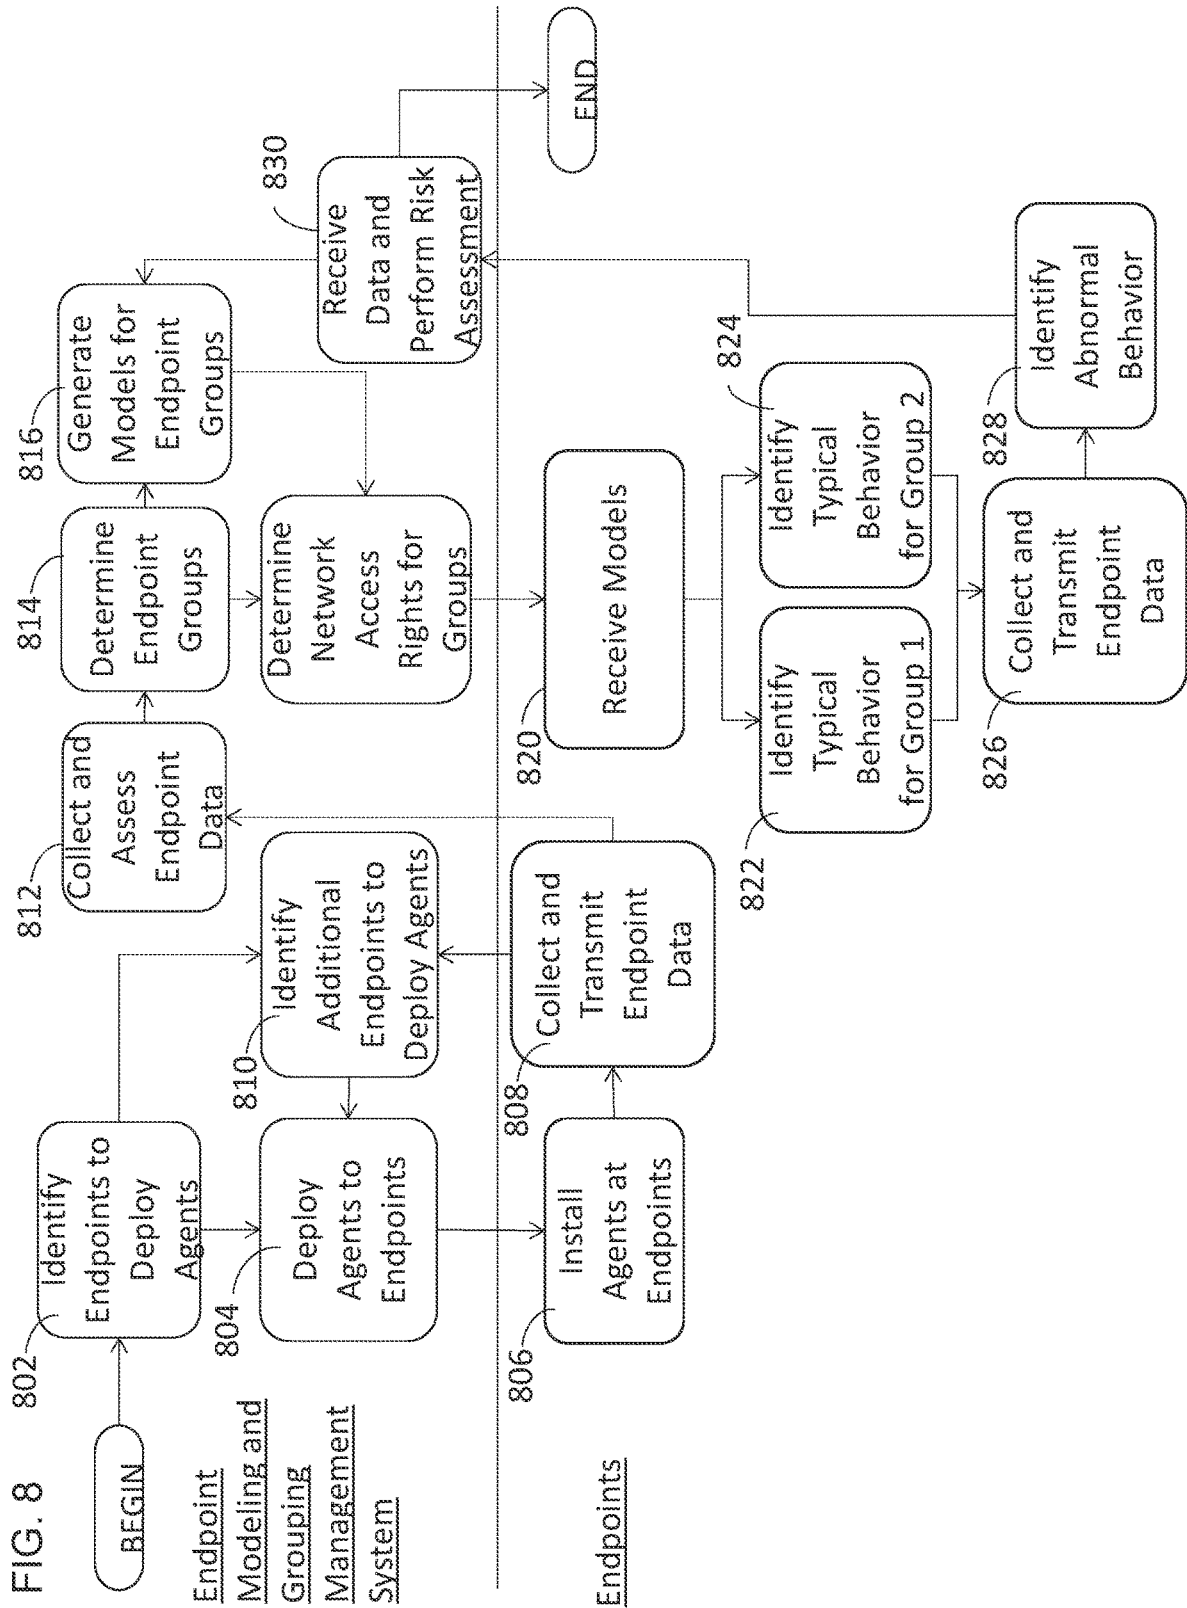 FIG. 8
BEGIN
Endpoint
Modeling and
Grouping
Management
System
802
Identify
Endpoints to
Deploy
Agents
804
Deploy
Agents to
Endpoints
810
Identify
Additional
Endpoints to
Deploy Agents
812
Collect and
Assess
Endpoint
Data
814
Determine
Endpoint
Groups
816
Generate
Models for
Endpoint
Groups
Determine
Network
Access
Rights for
Groups
830
Receive
Data and
Perform Risk
Assessment
END
Endpoints
806
Install
Agents at
Endpoints
808
Collect and
Transmit
Endpoint
Data
820
Receive Models
822
Identify
Typical
Behavior
for Group 1
824
Identify
Typical
Behavior
for Group 2
826
Collect and
Transmit
Endpoint
Data
828
Identify
Abnormal
Behavior